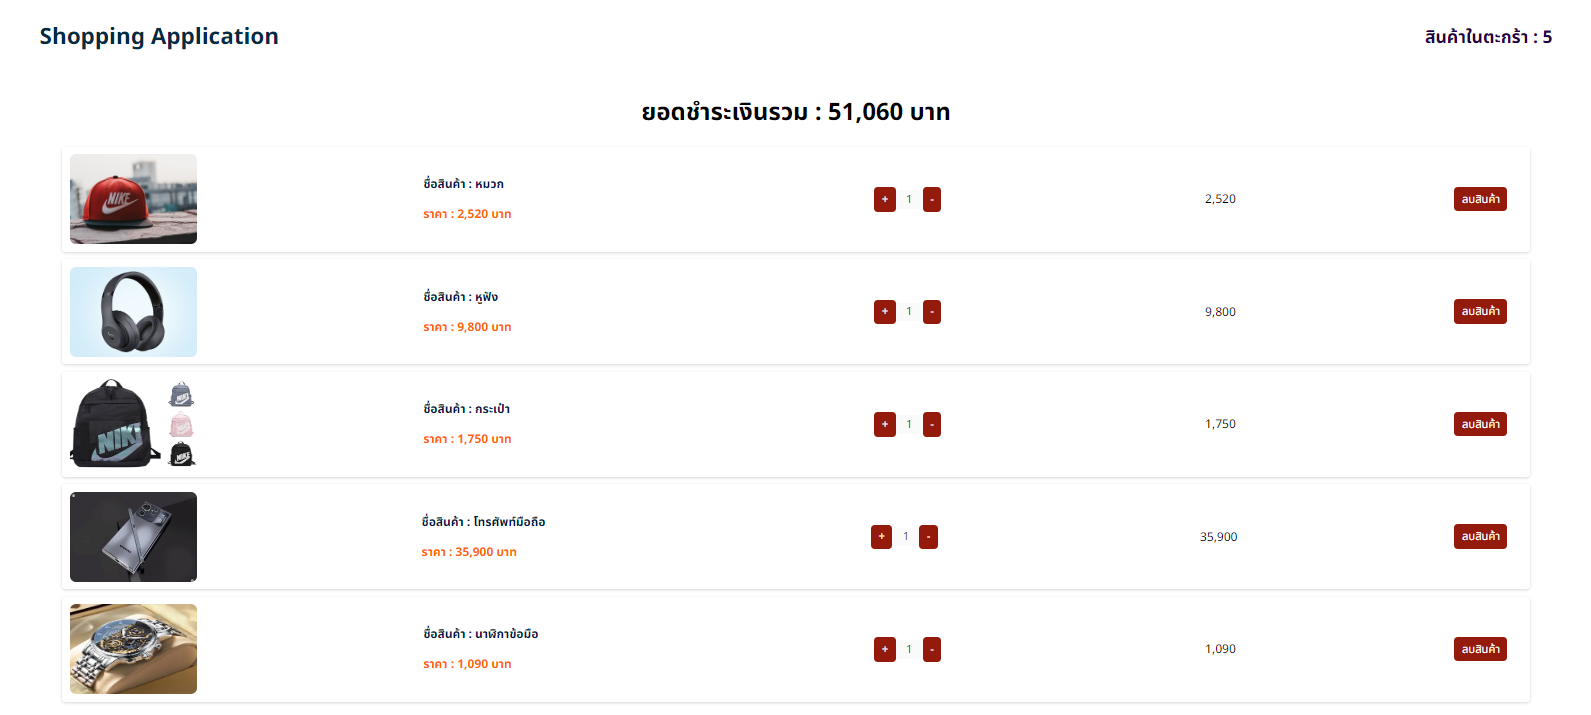 Shopping Application
สินค้าในตะกร้า : 5
ยอดชำระเงินรวม : 51,060 บาท
NIKE
ชื่อสินค้า : หมวก
ราคา : 2,520 บาท
+ 1 -
2,520
ลบสินค้า
ชื่อสินค้า : หูฟัง
ราคา : 9,800 บาท
+ 1 -
9,800
ลบสินค้า
NIKE
ชื่อสินค้า : กระเป๋า
ราคา : 1,750 บาท
+ 1 -
1,750
ลบสินค้า
ชื่อสินค้า : โทรศัพท์มือถือ
ราคา : 35,900 บาท
+ 1 -
35,900
ลบสินค้า
ชื่อสินค้า : นาฬิกาข้อมือ
ราคา : 1,090 บาท
+ 1 -
1,090
ลบสินค้า